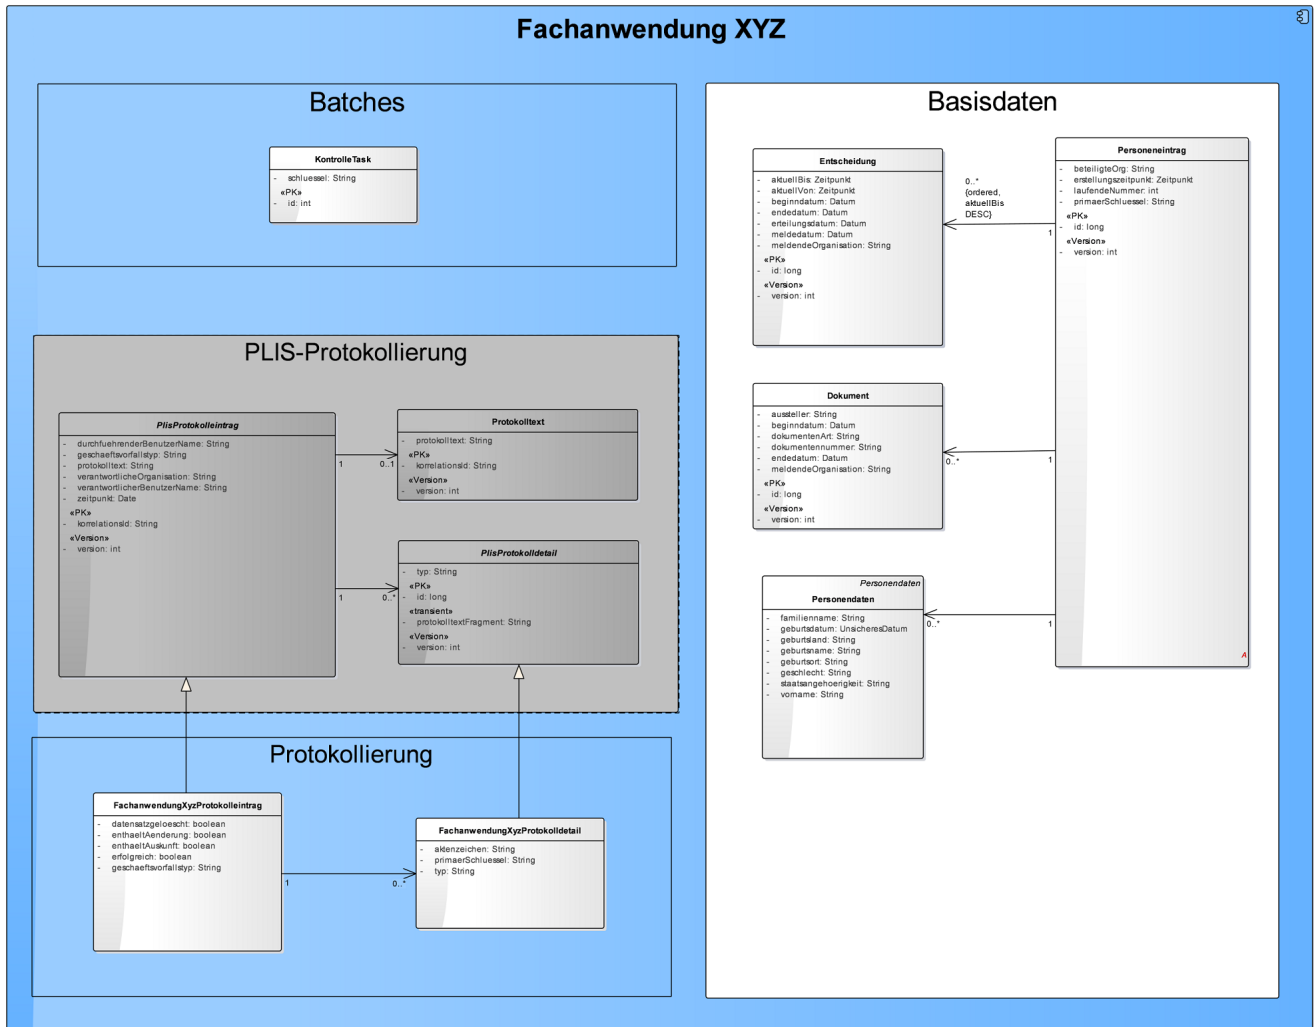 Fachanwendung XYZ
Batches
KontrolleTask
- schluessel: String
«PK»
- id: int
PLIS-Protokollierung
PlisProtokolleintrag
- durchfuehrenderBenutzerName: String
- geschaeftsvorfallstyp: String
- protokolltext: String
- verantwortlicheOrganisation: String
- verantwortlicherBenutzerName: String
- zeitpunkt: Date
«PK»
- korrelationsId: String
«Version»
- version: int
1
0..1
Protokolltext
- protokolltext: String
«PK»
- korrelationsId: String
«Version»
- version: int
1
0..*
PlisProtokolldetail
- typ: String
«PK»
- id: long
«transient»
- protokolltextFragment: String
«Version»
- version: int
Protokollierung
FachanwendungXyzProtokolleintrag
- datensatzgeloescht: boolean
- enthaeltAenderung: boolean
- enthaeltAuskunft: boolean
- erfolgreich: boolean
- geschaeftsvorfallstyp: String
1
0..*
FachanwendungXyzProtokolldetail
- aktenzeichen: String
- primaerSchluessel: String
- typ: String
Basisdaten
Entscheidung
- aktuellBis: Zeitpunkt
- aktuellVon: Zeitpunkt
- beginndatum: Datum
- endedatum: Datum
- erteilungsdatum: Datum
- meldedatum: Datum
- meldendeOrganisation: String
«PK»
- id: long
«Version»
- version: int
0..*
{ordered,
aktuellBis
DESC}
1
Personeneintrag
- beteiligteOrg: String
- erstellungszeitpunkt: Zeitpunkt
- laufendeNummer: int
- primaerSchluessel: String
«PK»
- id: long
«Version»
- version: int
A
Dokument
- aussteller: String
- beginndatum: Datum
- dokumentenArt: String
- dokumentennummer: String
- endedatum: Datum
- meldendeOrganisation: String
«PK»
- id: long
«Version»
- version: int
0..*
1
Personendaten
Personendaten
- familienname: String
- geburtsdatum: UnsicheresDatum
- geburtsland: String
- geburtsname: String
- geburtsort: String
- geschlecht: String
- staatsangehoerigkeit: String
- vorname: String
0..*
1